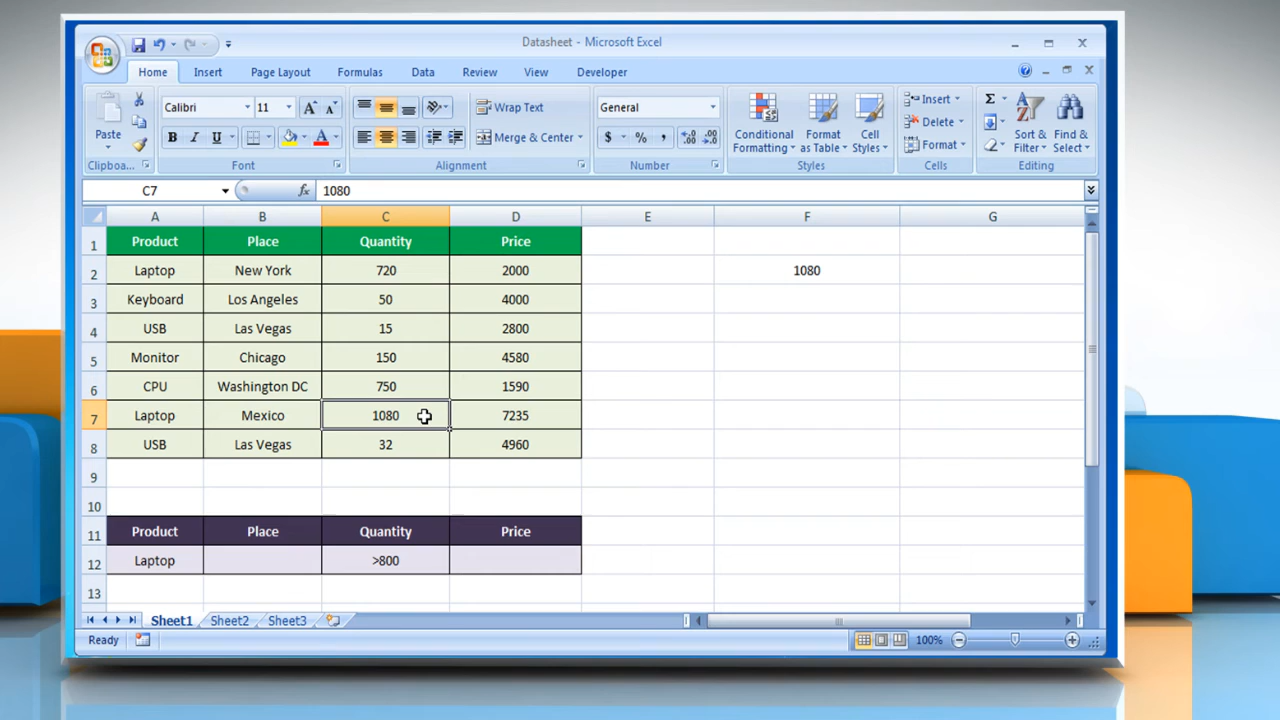 Datasheet - Microsoft Excel
Home Insert Page Layout Formulas Data Review View Developer
Calibri 11 Wrap Text General Insert
Paste B I U Merge & Center $ % , Conditional Formatting Format as Table Cell Styles Delete Format Sort & Filter Find & Select
Clipboa... Font Alignment Number Styles Cells Editing
C7 fx 1080
A B C D E F G
1 Product Place Quantity Price
2 Laptop New York 720 2000 1080
3 Keyboard Los Angeles 50 4000
4 USB Las Vegas 15 2800
5 Monitor Chicago 150 4580
6 CPU Washington DC 750 1590
7 Laptop Mexico 1080 7235
8 USB Las Vegas 32 4960
9
10
11 Product Place Quantity Price
12 Laptop >800
13
Sheet1 Sheet2 Sheet3
Ready 100%